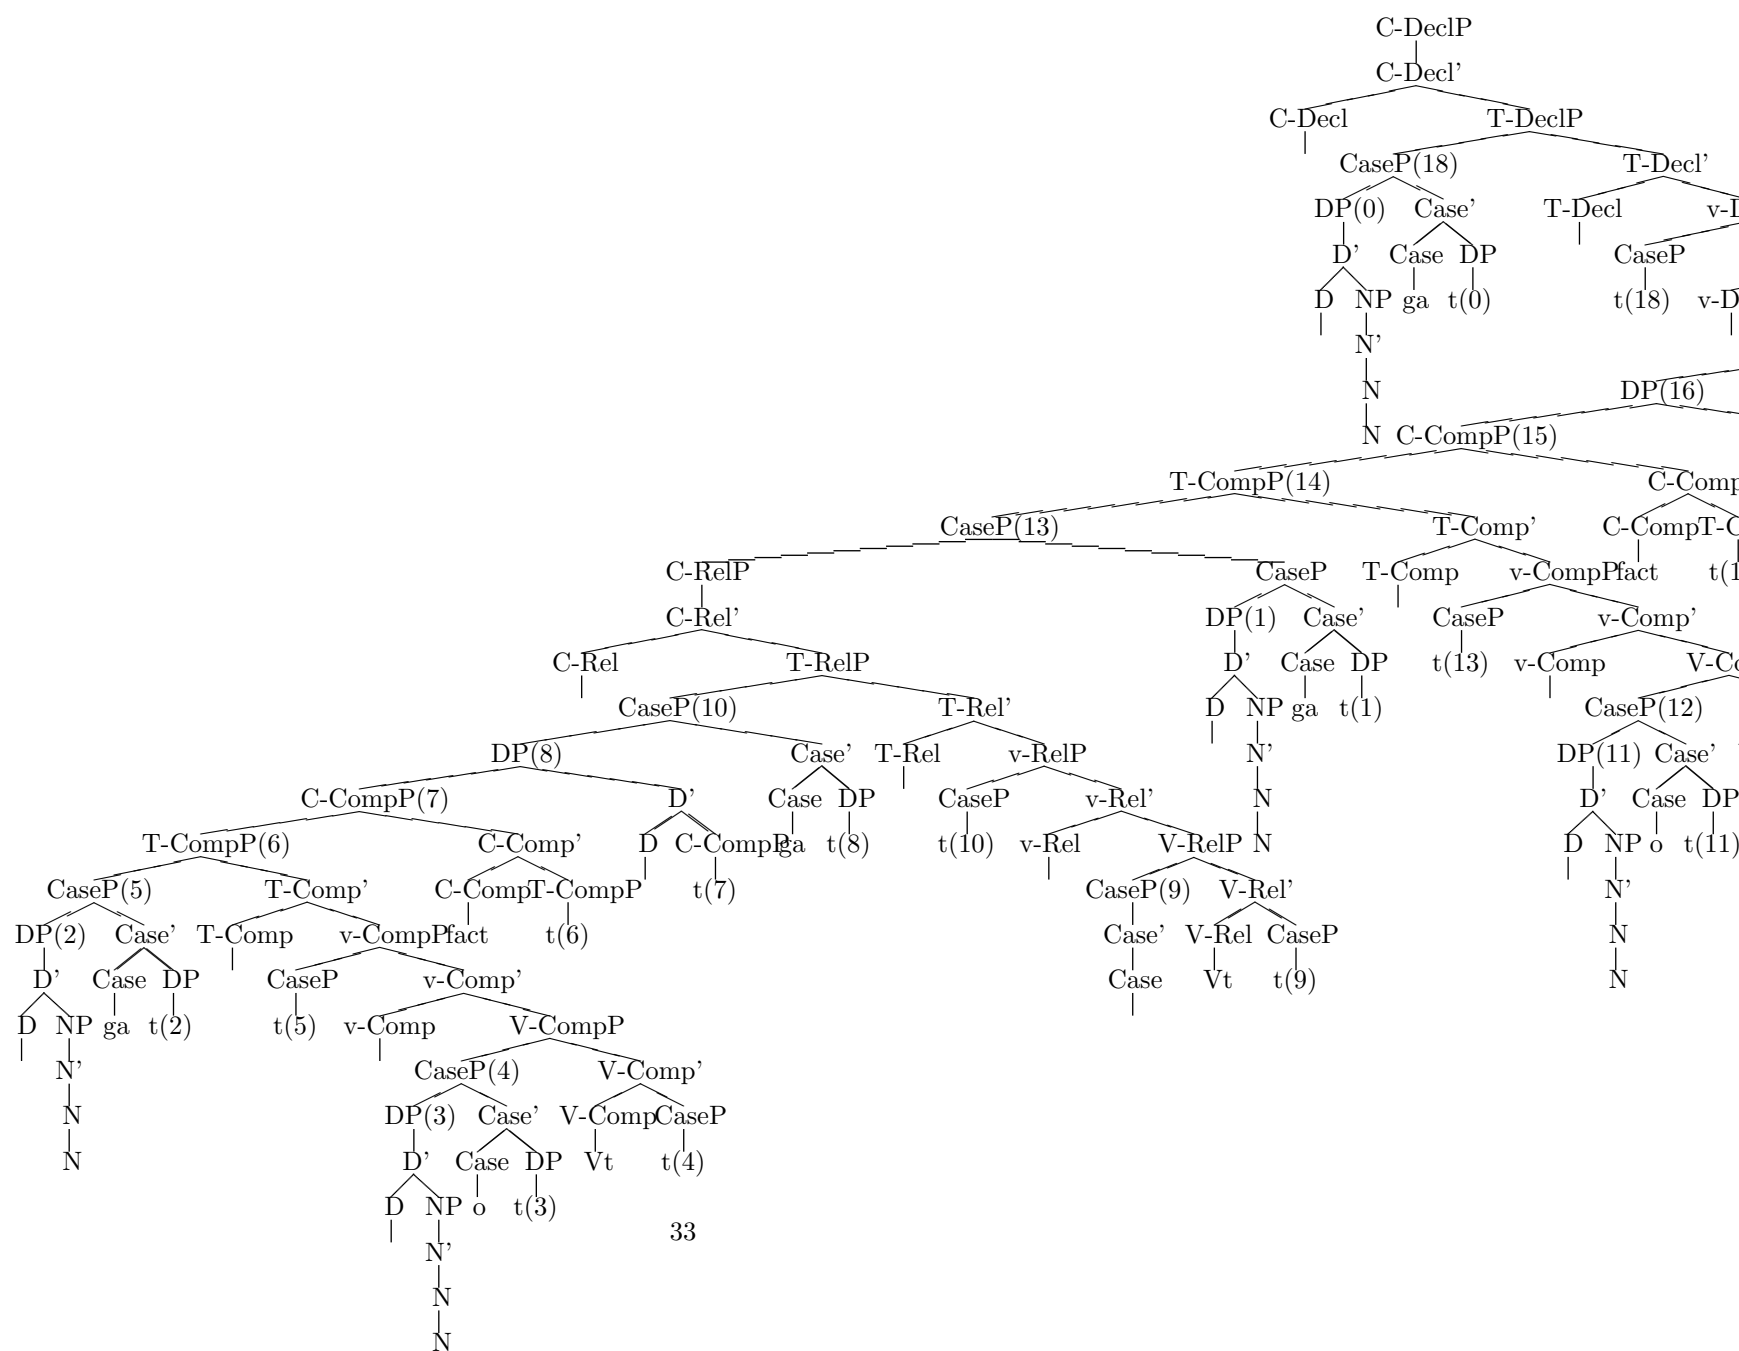 C-DeclP
C-Decl'
C-Decl T-DeclP
CaseP(18) T-Decl'
DP(0) Case' T-Decl v-D
D' Case DP CaseP
D NP ga t(0) t(18) v-D
N'
N DP(16)
N C-CompP(15)
T-CompP(14) C-Comp
CaseP(13) T-Comp' C-Comp T-C
C-RelP CaseP T-Comp v-CompP fact t(1
C-Rel' DP(1) Case' CaseP v-Comp'
C-Rel T-RelP D' Case DP t(13) v-Comp V-Co
CaseP(10) T-Rel' D NP ga t(1) CaseP(12)
DP(8) Case' T-Rel v-RelP N' DP(11) Case'
C-CompP(7) D' Case DP CaseP v-Rel' N D' Case DP
T-CompP(6) C-Comp' D C-CompP ga t(8) t(10) v-Rel V-RelP N D NP o t(11)
CaseP(5) T-Comp' C-Comp T-CompP t(7) CaseP(9) V-Rel' N'
DP(2) Case' T-Comp v-CompP fact t(6) Case' V-Rel CaseP N
D' Case DP CaseP v-Comp' Case Vt t(9) N
D NP ga t(2) t(5) v-Comp V-CompP
N' CaseP(4) V-Comp'
N DP(3) Case' V-Comp CaseP
N D' Case DP Vt t(4)
D NP o t(3)
33
N'
N
N